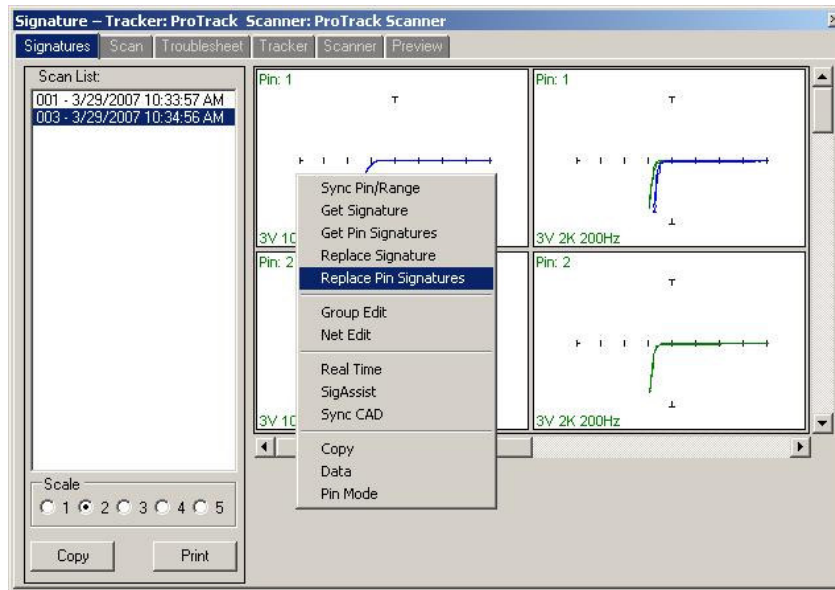 Signature – Tracker: ProTrack Scanner: ProTrack Scanner
Signatures Scan Troublesheet Tracker Scanner Preview
Scan List:
001 - 3/29/2007 10:33:57 AM
003 - 3/29/2007 10:34:56 AM
Scale
1 2 3 4 5
Copy Print
Pin: 1
3V 10
Pin: 1
3V 2K 200Hz
Pin: 2
3V 10
Pin: 2
3V 2K 200Hz
Sync Pin/Range
Get Signature
Get Pin Signatures
Replace Signature
Replace Pin Signatures
Group Edit
Net Edit
Real Time
SigAssist
Sync CAD
Copy
Data
Pin Mode